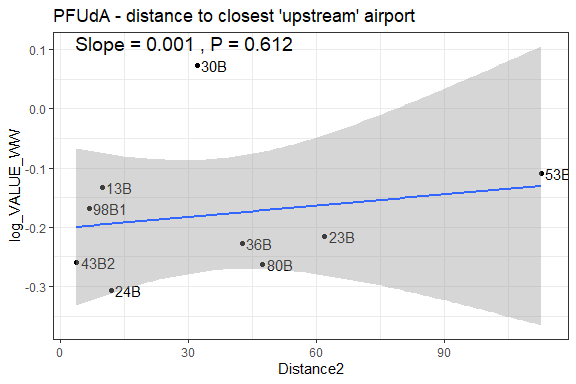 PFUdA - distance to closest 'upstream' airport
Slope = 0.001 , P = 0.612
0.1
30B
0.0
log_VALUE_WW
-0.1
53B
13B
98B1
-0.2
23B
36B
43B2
80B
24B
-0.3
0 30 60 90
Distance2